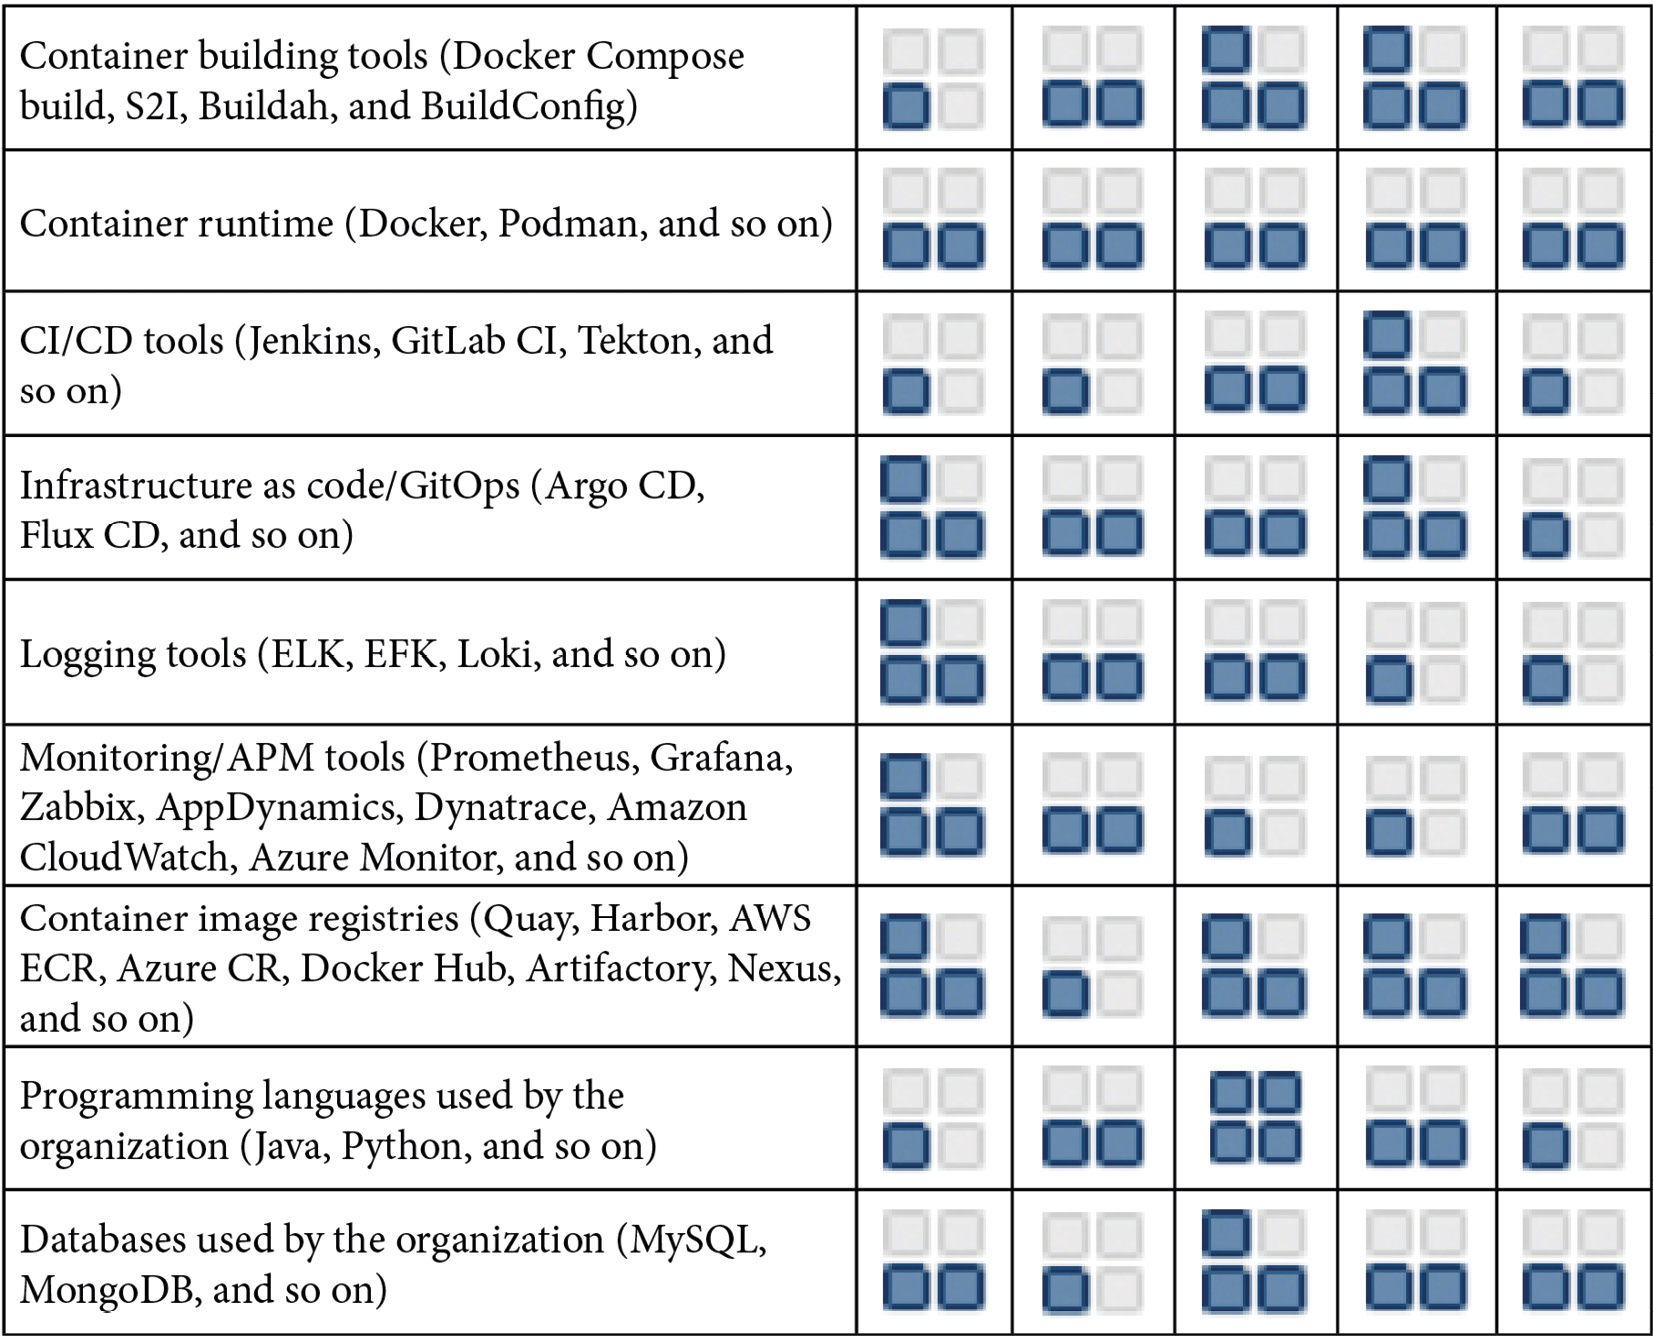 Container building tools (Docker Compose
build, S2I, Buildah, and BuildConfig)
Container runtime (Docker, Podman, and so on)
CI/CD tools (Jenkins, GitLab CI, Tekton, and
so on)
Infrastructure as code/GitOps (Argo CD,
Flux CD, and so on)
Logging tools (ELK, EFK, Loki, and so on)
Monitoring/APM tools (Prometheus, Grafana,
Zabbix, AppDynamics, Dynatrace, Amazon
CloudWatch, Azure Monitor, and so on)
Container image registries (Quay, Harbor, AWS
ECR, Azure CR, Docker Hub, Artifactory, Nexus,
and so on)
Programming languages used by the
organization (Java, Python, and so on)
Databases used by the organization (MySQL,
MongoDB, and so on)